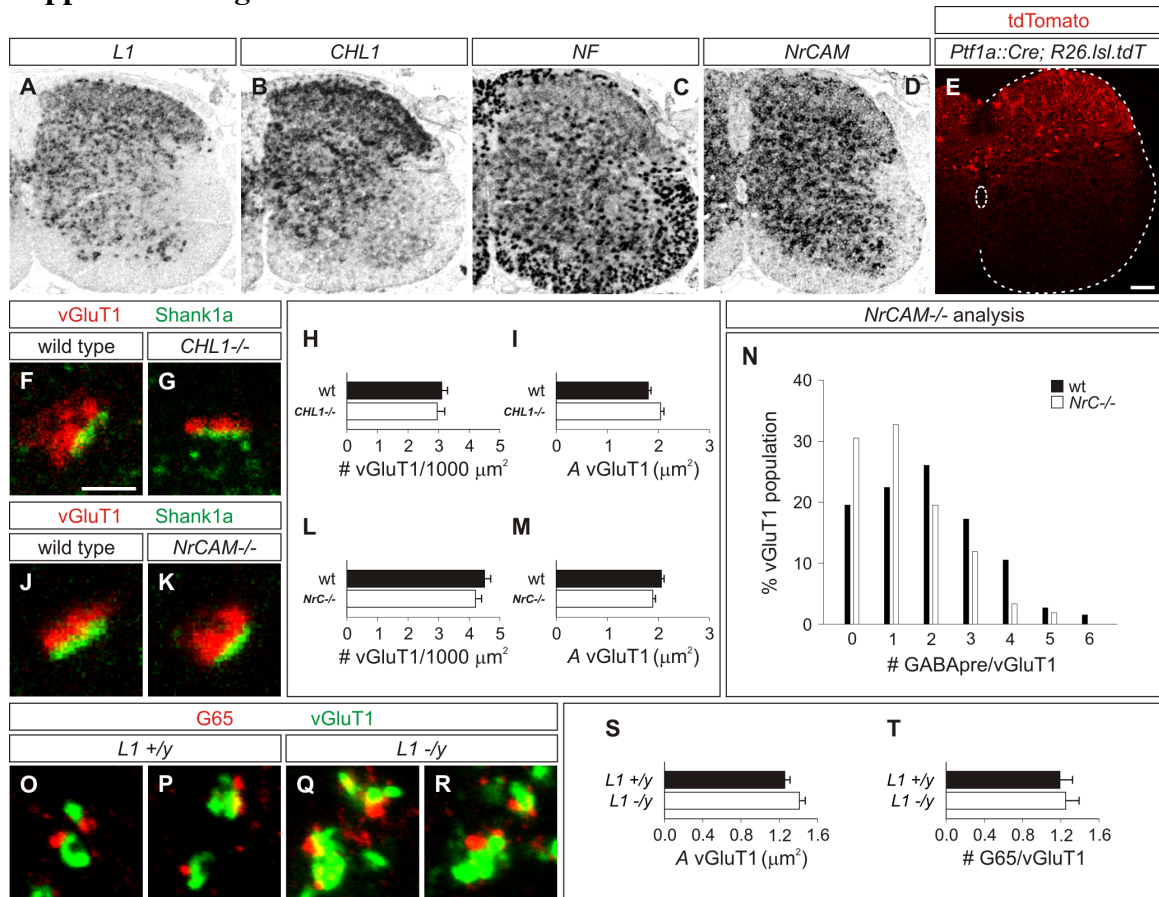 tdTomato
L1
CHL1
NF
NrCAM
Ptf1a::Cre; R26.lsl.tdT
A
B
C
D
E
vGluT1 Shank1a
wild type
CHL1-/-
F
G
H
wt
CHL1-/-
0 1 2 3 4 5
# vGluT1/1000 µm²
I
wt
CHL1-/-
0 1 2 3
A vGluT1 (µm²)
NrCAM-/- analysis
N
wt
NrC-/-
40
30
20
10
0
% vGluT1 population
0 1 2 3 4 5 6
# GABApre/vGluT1
vGluT1 Shank1a
wild type
NrCAM-/-
J
K
L
wt
NrC-/-
0 1 2 3 4 5
# vGluT1/1000 µm²
M
wt
NrC-/-
0 1 2 3
A vGluT1 (µm²)
G65 vGluT1
L1 +/y
L1 -/y
O
P
Q
R
S
L1 +/y
L1 -/y
0.0 0.4 0.8 1.2 1.6
A vGluT1 (µm²)
T
L1 +/y
L1 -/y
0.0 0.4 0.8 1.2 1.6
# G65/vGluT1